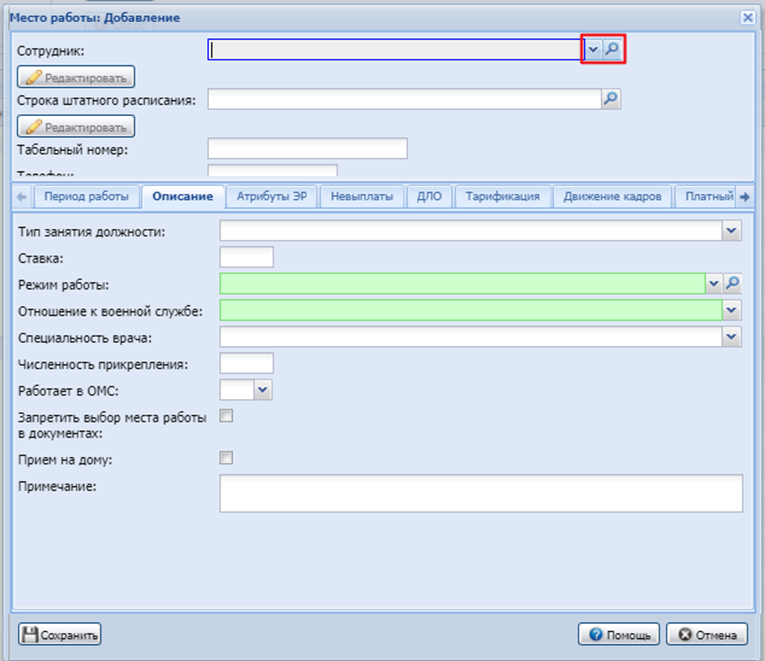 Место работы: Добавление
Сотрудник:
Редактировать
Строка штатного расписания:
Редактировать
Табельный номер:
Телефон:
Период работы Описание Атрибуты ЭР Невыплаты ДЛО Тарификация Движение кадров Платный
Тип занятия должности:
Ставка:
Режим работы:
Отношение к военной службе:
Специальность врача:
Численность прикрепления:
Работает в ОМС:
Запретить выбор места работы
в документах:
Прием на дому:
Примечание:
Сохранить Помощь Отмена